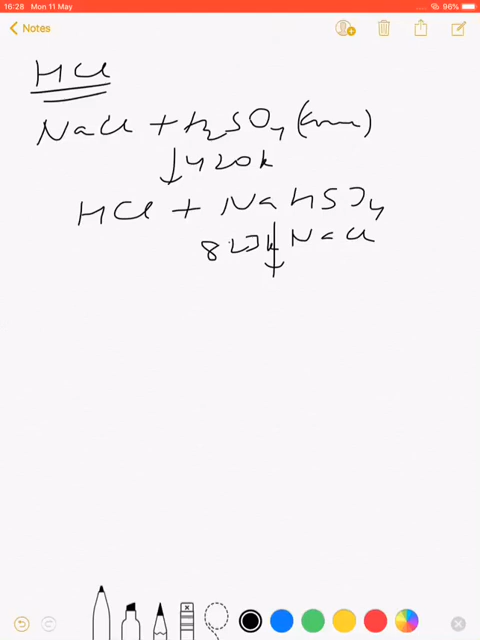 16:28 Mon 11 May 96%
Notes
HCl
NaCl + H₂SO₄ (conc)
↓ 420K
HCl + NaHSO₄
823K ↓ NaCl